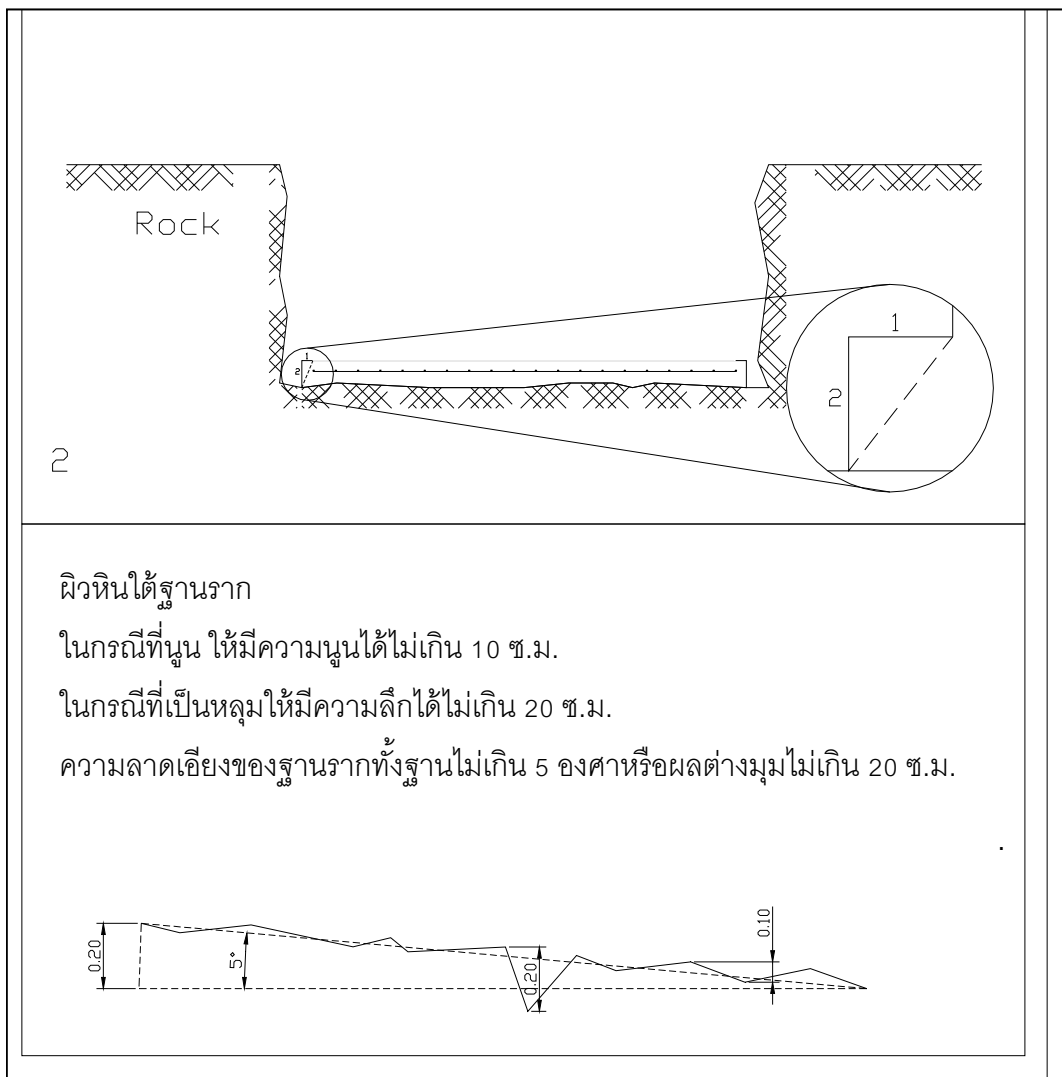 Rock
1
2
1
2
2
ผิวหินใต้ฐานราก
ในกรณีที่นูน ให้มีความนูนได้ไม่เกิน 10 ซ.ม.
ในกรณีที่เป็นหลุมให้มีความลึกได้ไม่เกิน 20 ซ.ม.
ความลาดเอียงของฐานรากทั้งฐานไม่เกิน 5 องศาหรือผลต่างมุมไม่เกิน 20 ซ.ม.
.
0.20
5°
0.20
0.10